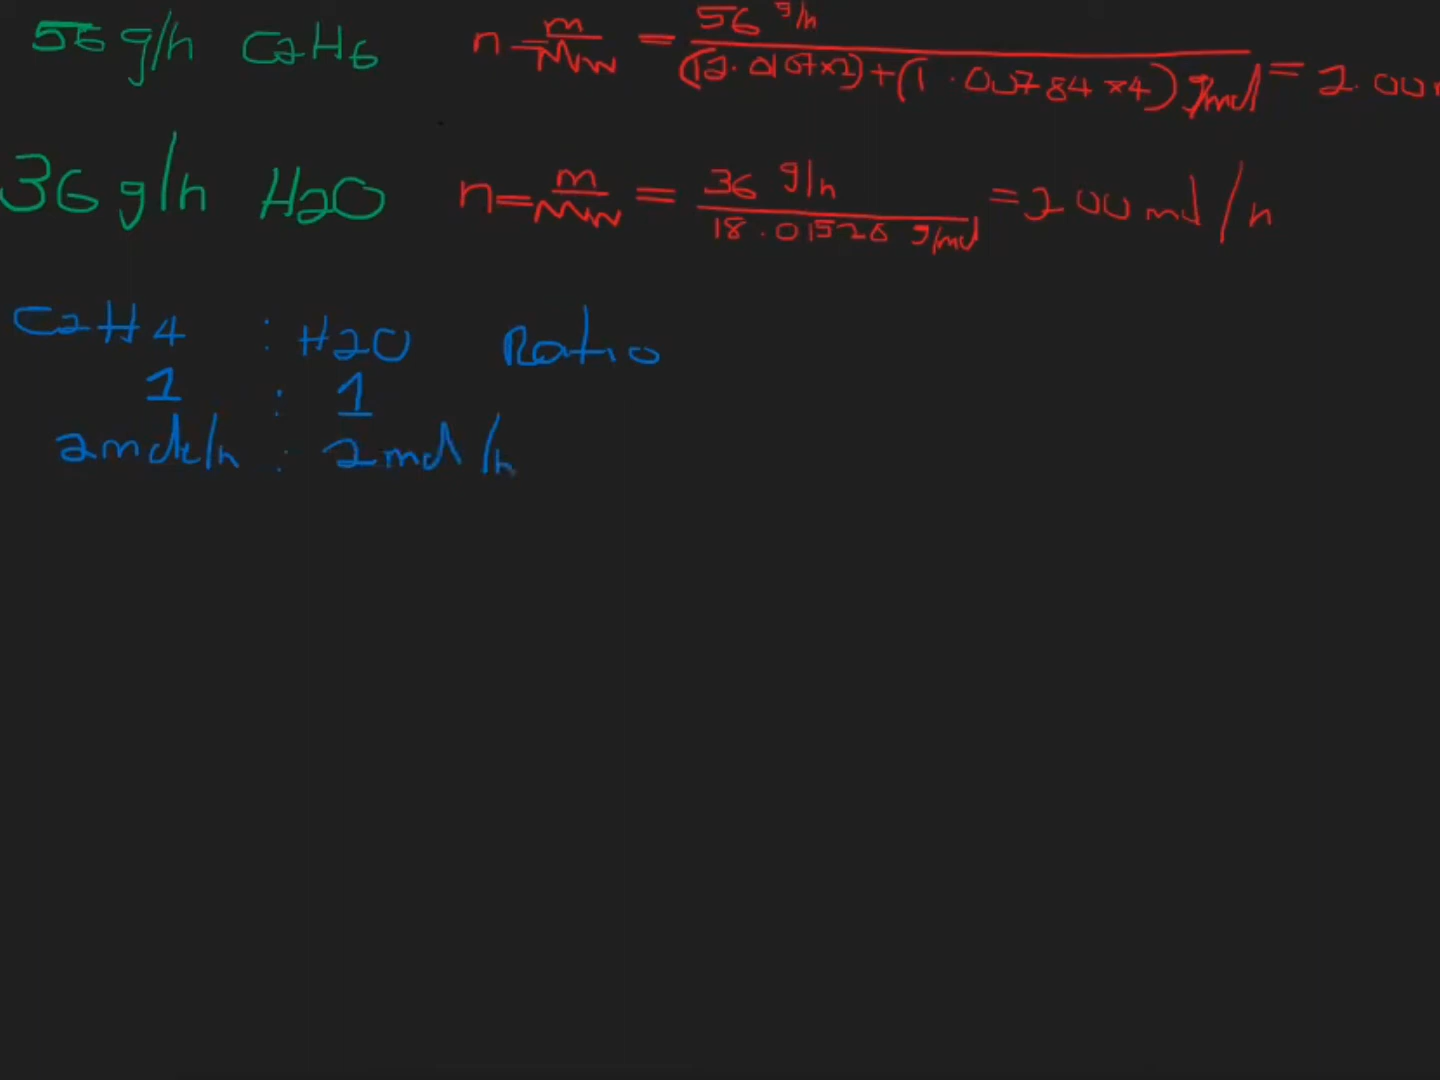 56 g/h C2H6 n = m/Mw = 56 g/h / (12.0107×2)+(1.00784×4) g/mol = 2.00
36 g/h H2O n = m/Mw = 36 g/h / 18.01528 g/mol = 2.00 mol/h
C2H4 : H2O Ratio
1 : 1
2mole/h : 2mol/h